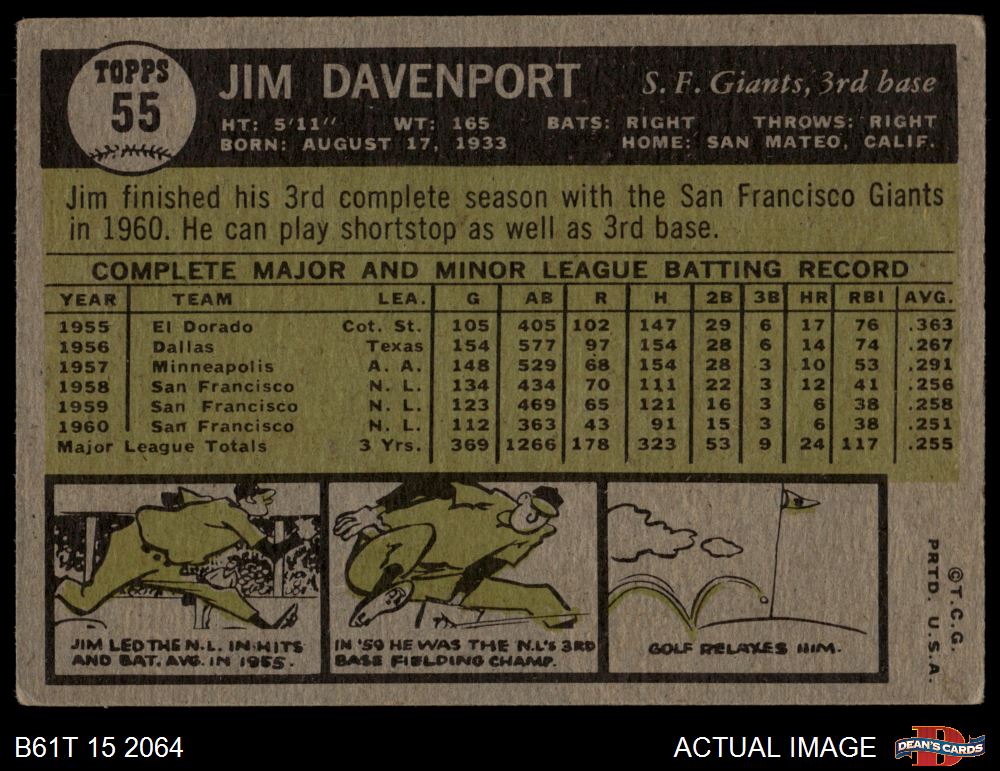 TOPPS
55
JIM DAVENPORT S. F. Giants, 3rd base
HT: 5'11" WT: 165 BATS: RIGHT THROWS: RIGHT
BORN: AUGUST 17, 1933 HOME: SAN MATEO, CALIF.
Jim finished his 3rd complete season with the San Francisco Giants
in 1960. He can play shortstop as well as 3rd base.
COMPLETE MAJOR AND MINOR LEAGUE BATTING RECORD
YEAR TEAM LEA. G AB R H 2B 3B HR RBI AVG.
1955 El Dorado Cot. St. 105 405 102 147 29 6 17 76 .363
1956 Dallas Texas 154 577 97 154 28 6 14 74 .267
1957 Minneapolis A. A. 148 529 68 154 28 3 10 53 .291
1958 San Francisco N. L. 134 434 70 111 22 3 12 41 .256
1959 San Francisco N. L. 123 469 65 121 16 3 6 38 .258
1960 San Francisco N. L. 112 363 43 91 15 3 6 38 .251
Major League Totals 3 Yrs. 369 1266 178 323 53 9 24 117 .255
JIM LED THE N.L. IN HITS
AND BAT. AVG. IN 1955.
IN '59 HE WAS THE N.L'S 3RD
BASE FIELDING CHAMP.
GOLF RELAXES HIM.
©T.C.G.
PRTD. U.S.A.
B61T 15 2064
ACTUAL IMAGE
DEAN'S CARDS